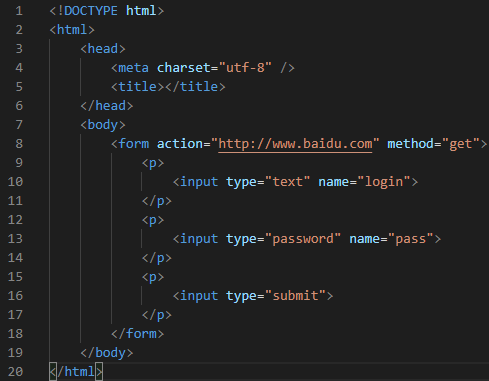 1 <!DOCTYPE html>
2 <html>
3     <head>
4         <meta charset="utf-8" />
5         <title></title>
6     </head>
7     <body>
8         <form action="http://www.baidu.com" method="get">
9             <p>
10                 <input type="text" name="login">
11             </p>
12             <p>
13                 <input type="password" name="pass">
14             </p>
15             <p>
16                 <input type="submit">
17             </p>
18         </form>
19     </body>
20 </html>